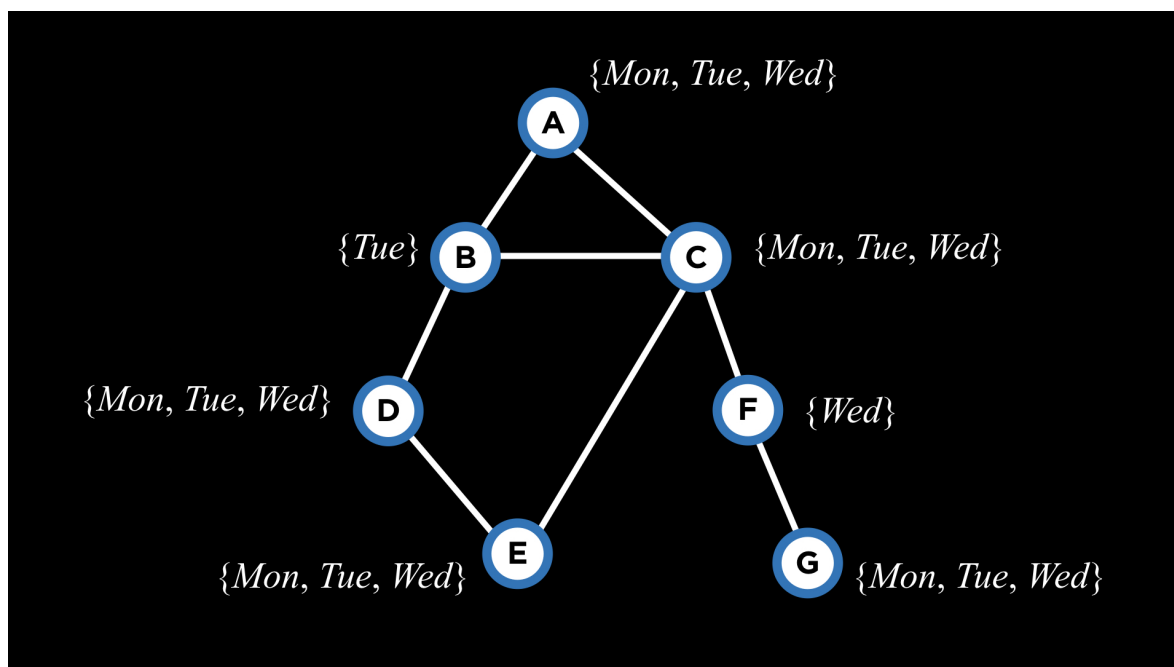 {Mon, Tue, Wed}
A
{Tue}
B
C
{Mon, Tue, Wed}
{Mon, Tue, Wed}
D
F
{Wed}
{Mon, Tue, Wed}
E
G
{Mon, Tue, Wed}